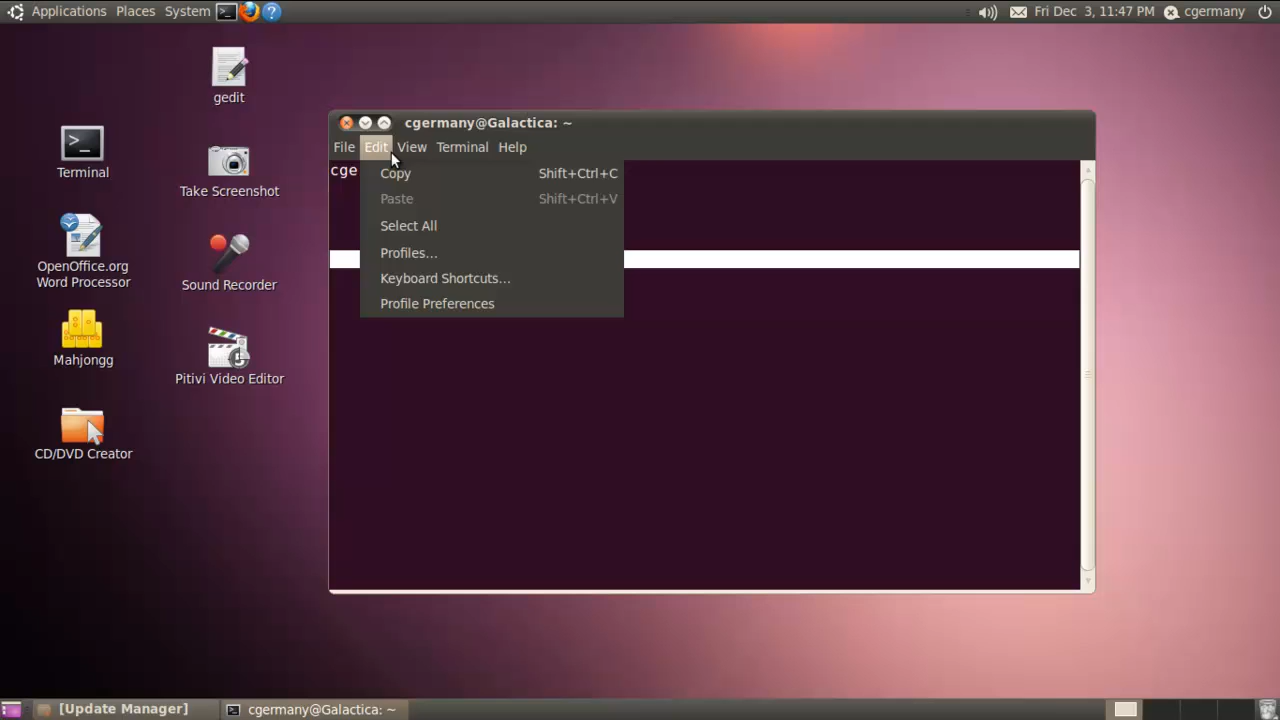 Applications Places System
Fri Dec 3, 11:47 PM cgermany
gedit
Terminal
Take Screenshot
OpenOffice.org
Word Processor
Sound Recorder
Mahjongg
Pitivi Video Editor
CD/DVD Creator
cgermany@Galactica: ~
File Edit View Terminal Help
cge
Copy Shift+Ctrl+C
Paste Shift+Ctrl+V
Select All
Profiles...
Keyboard Shortcuts...
Profile Preferences
[Update Manager] cgermany@Galactica: ~